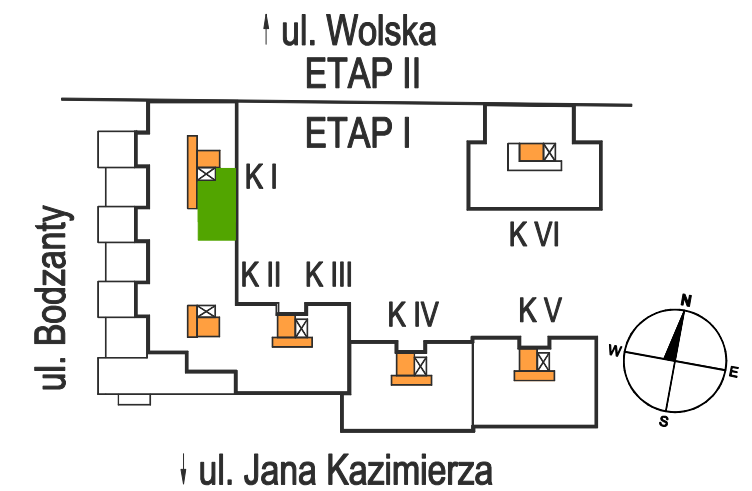 ↑ ul. Wolska
ETAP II
ETAP I
K I
K VI
ul. Bodzanty
K II
K III
K IV
K V
N
W
E
S
↓ ul. Jana Kazimierza